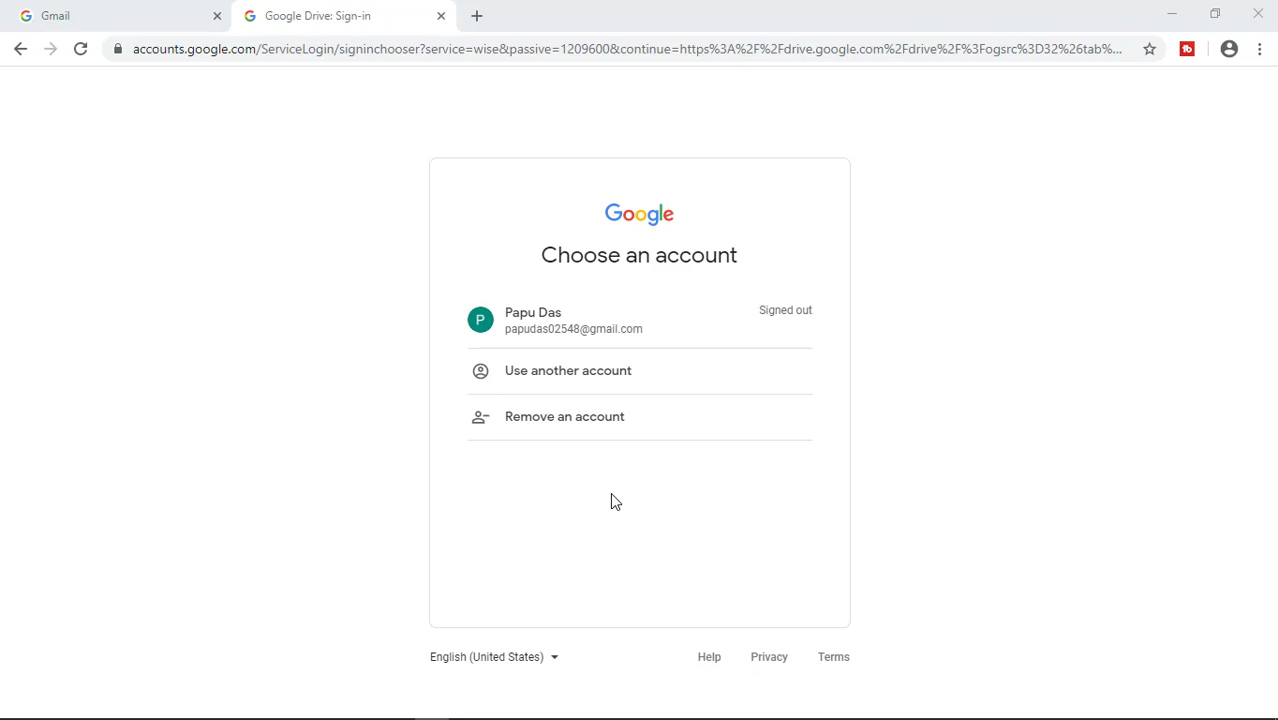 Gmail
Google Drive: Sign-in
accounts.google.com/ServiceLogin/signinchooser?service=wise&passive=1209600&continue=https%3A%2F%2Fdrive.google.com%2Fdrive%2F%3Fogsrc%3D32%26tab%...
Google
Choose an account
P
Papu Das
Signed out
papudas02548@gmail.com
Use another account
Remove an account
English (United States)
Help
Privacy
Terms